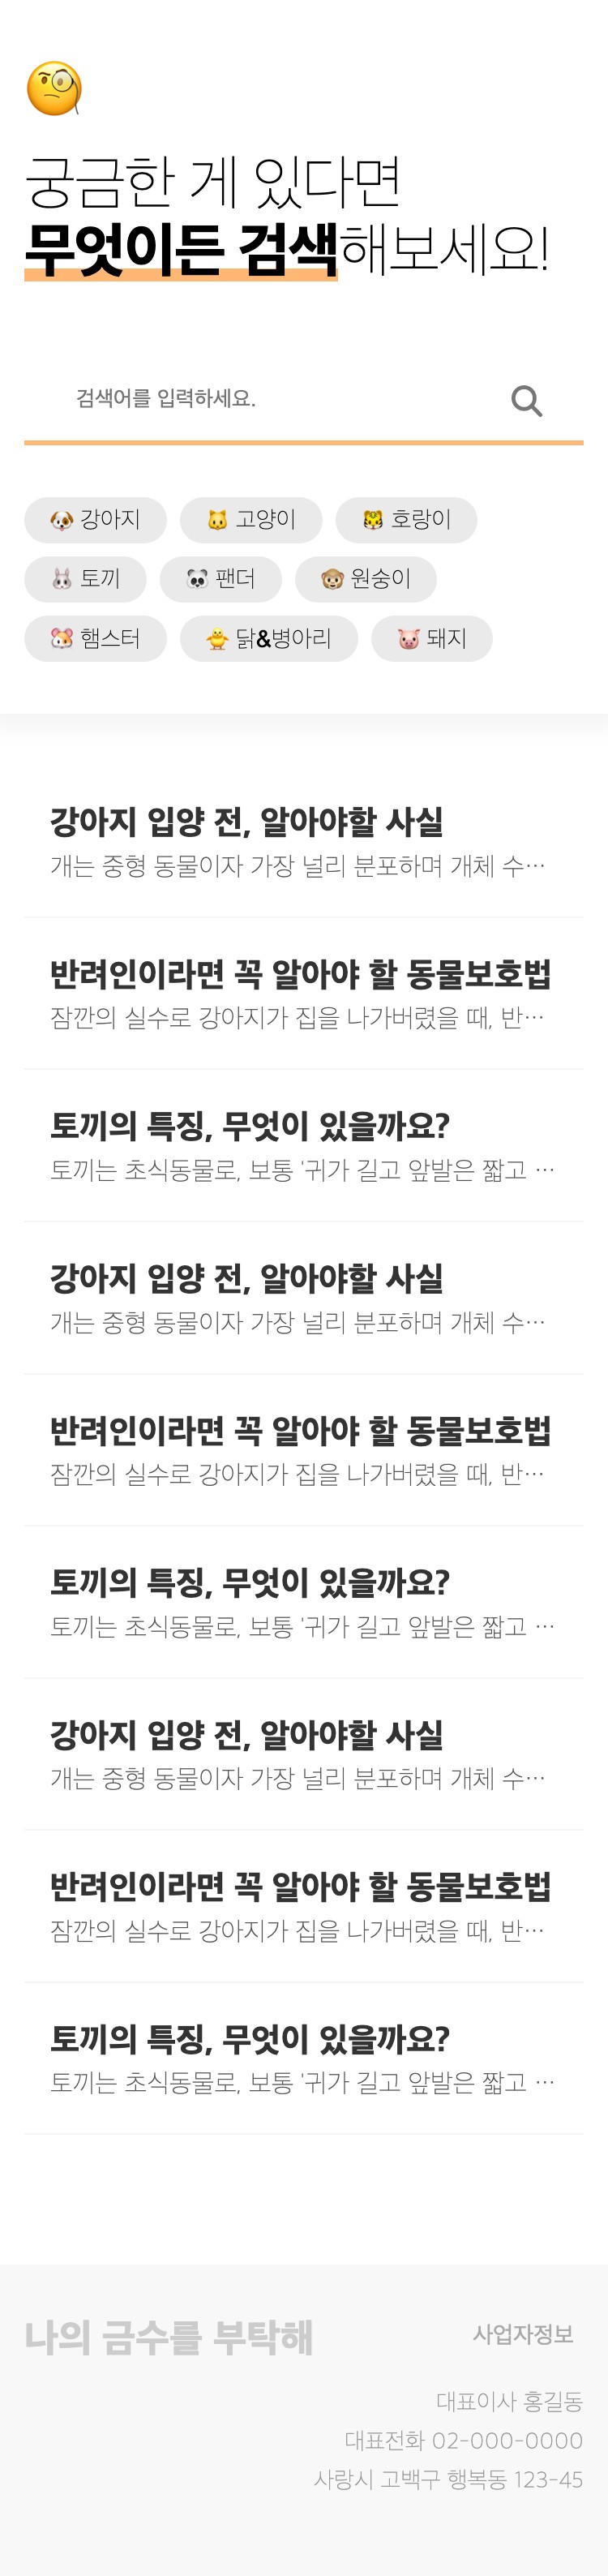 궁금한 게 있다면
무엇이든 검색해보세요!
검색어를 입력하세요.
강아지
고양이
호랑이
토끼
팬더
원숭이
햄스터
닭&병아리
돼지
강아지 입양 전, 알아야할 사실
개는 중형 동물이자 가장 널리 분포하며 개체 수…
반려인이라면 꼭 알아야 할 동물보호법
잠깐의 실수로 강아지가 집을 나가버렸을 때, 반…
토끼의 특징, 무엇이 있을까요?
토끼는 초식동물로, 보통 '귀가 길고 앞발은 짧고 …
강아지 입양 전, 알아야할 사실
개는 중형 동물이자 가장 널리 분포하며 개체 수…
반려인이라면 꼭 알아야 할 동물보호법
잠깐의 실수로 강아지가 집을 나가버렸을 때, 반…
토끼의 특징, 무엇이 있을까요?
토끼는 초식동물로, 보통 '귀가 길고 앞발은 짧고 …
강아지 입양 전, 알아야할 사실
개는 중형 동물이자 가장 널리 분포하며 개체 수…
반려인이라면 꼭 알아야 할 동물보호법
잠깐의 실수로 강아지가 집을 나가버렸을 때, 반…
토끼의 특징, 무엇이 있을까요?
토끼는 초식동물로, 보통 '귀가 길고 앞발은 짧고 …
나의 금수를 부탁해
사업자정보
대표이사 홍길동
대표전화 02-000-0000
사랑시 고백구 행복동 123-45